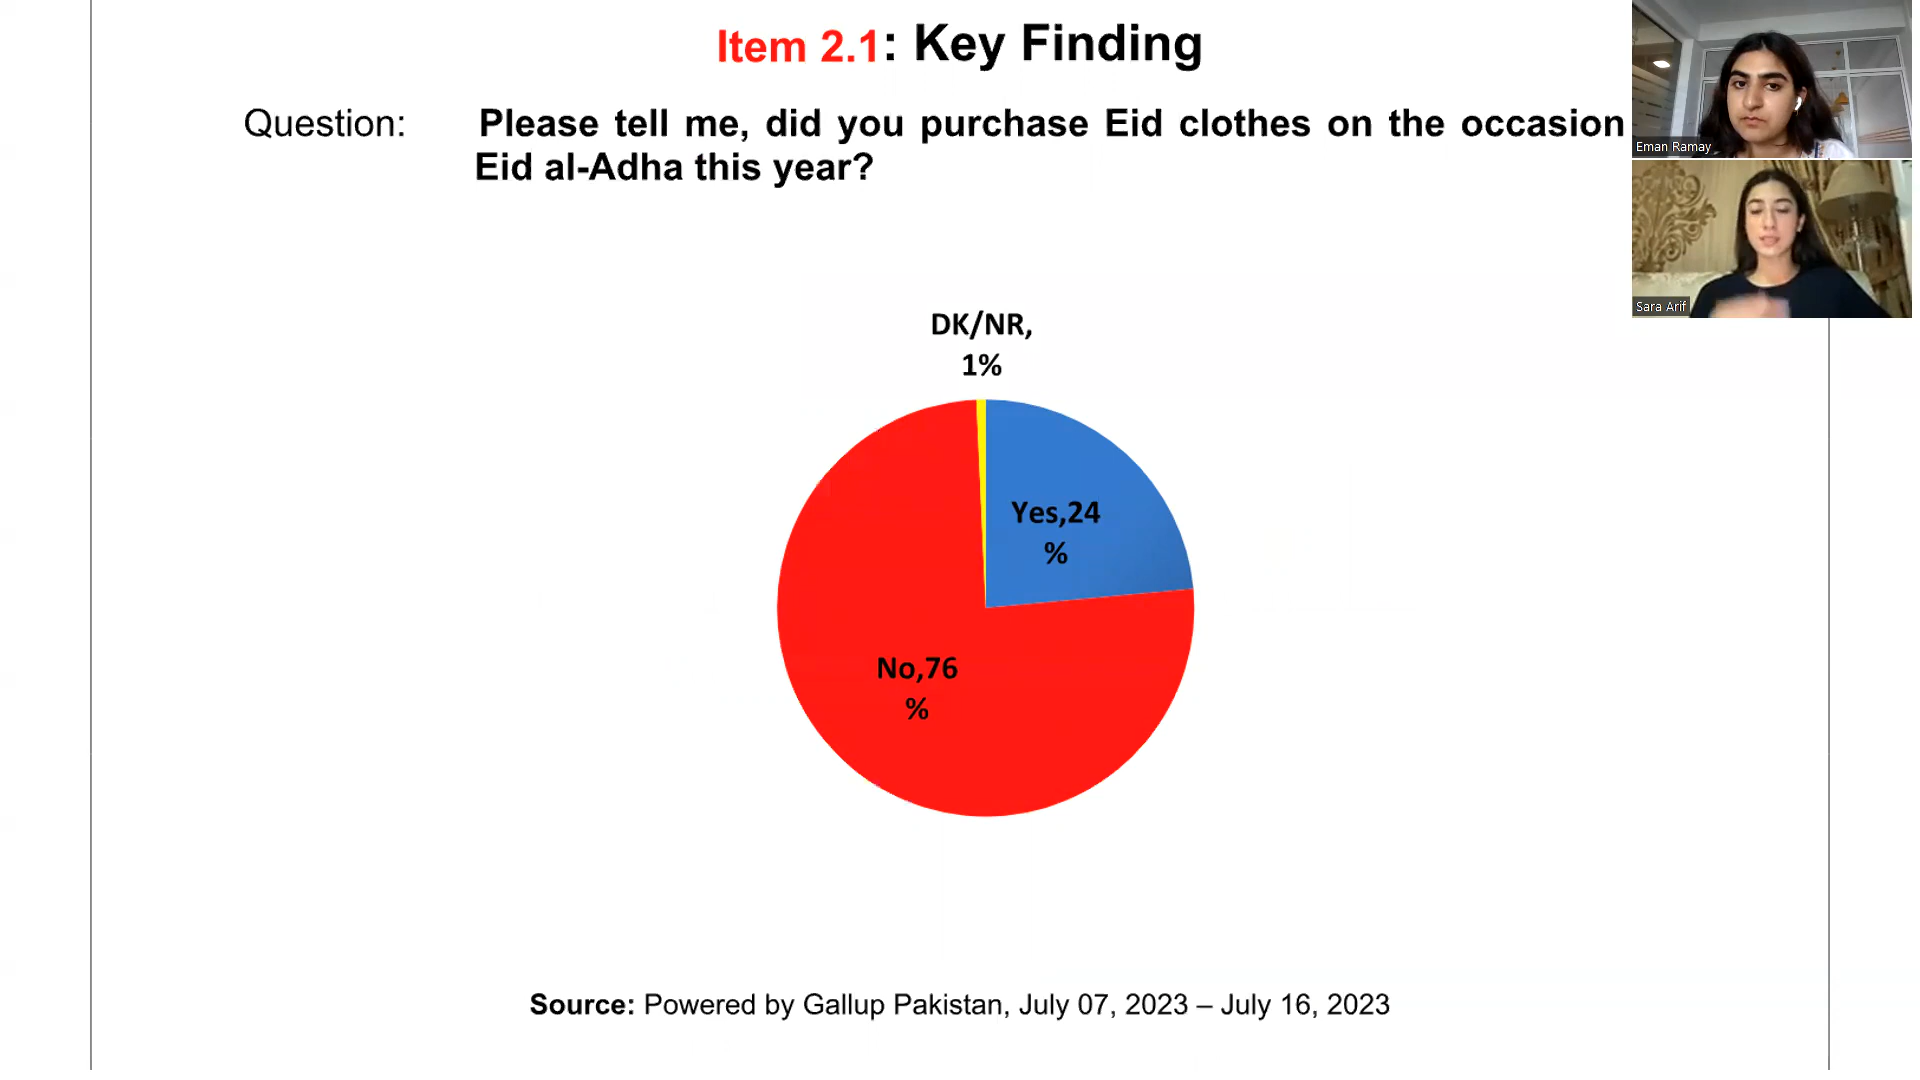 Item 2.1: Key Finding
Question: Please tell me, did you purchase Eid clothes on the occasion
Eid al-Adha this year?
DK/NR,
1%
Yes,24
%
No,76
%
Source: Powered by Gallup Pakistan, July 07, 2023 – July 16, 2023
Eman Ramay
Sara Arif